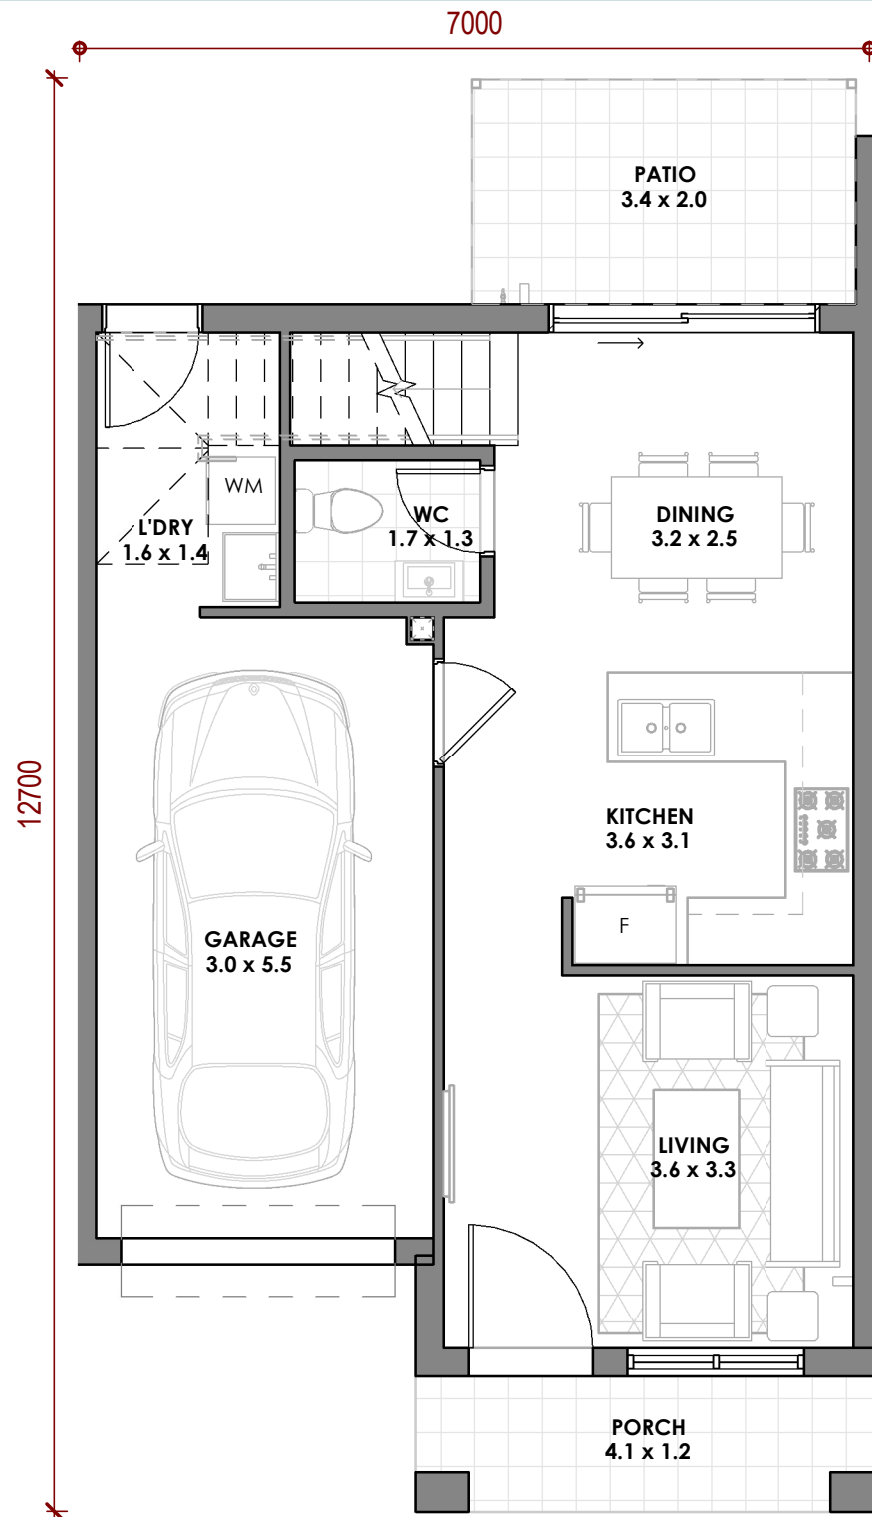 7000
PATIO
3.4 x 2.0
WM
L'DRY
1.6 x 1.4
WC
1.7 x 1.3
DINING
3.2 x 2.5
12700
KITCHEN
3.6 x 3.1
F
GARAGE
3.0 x 5.5
LIVING
3.6 x 3.3
PORCH
4.1 x 1.2